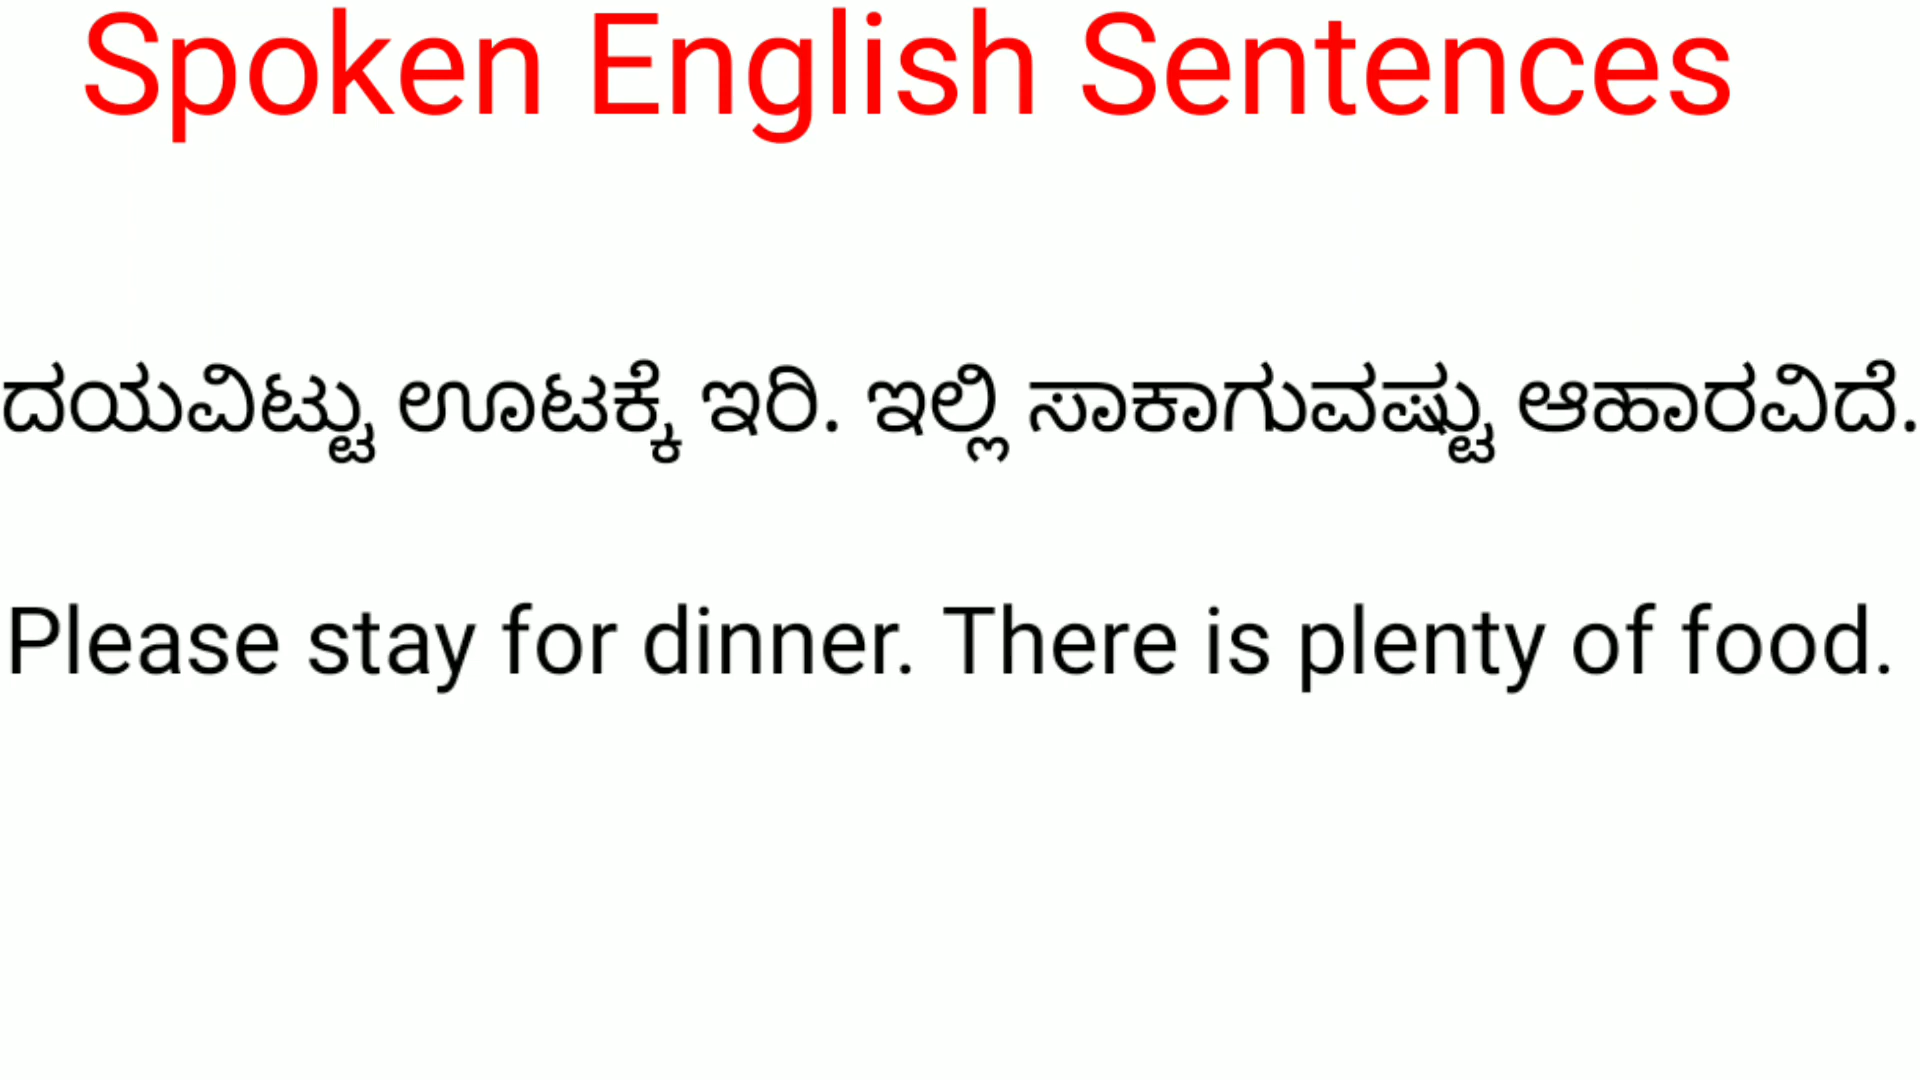 Spoken English Sentences
ದಯವಿಟ್ಟು ಊಟಕ್ಕೆ ಇರಿ. ಇಲ್ಲಿ ಸಾಕಾಗುವಷ್ಟು ಆಹಾರವಿದೆ.
Please stay for dinner. There is plenty of food.